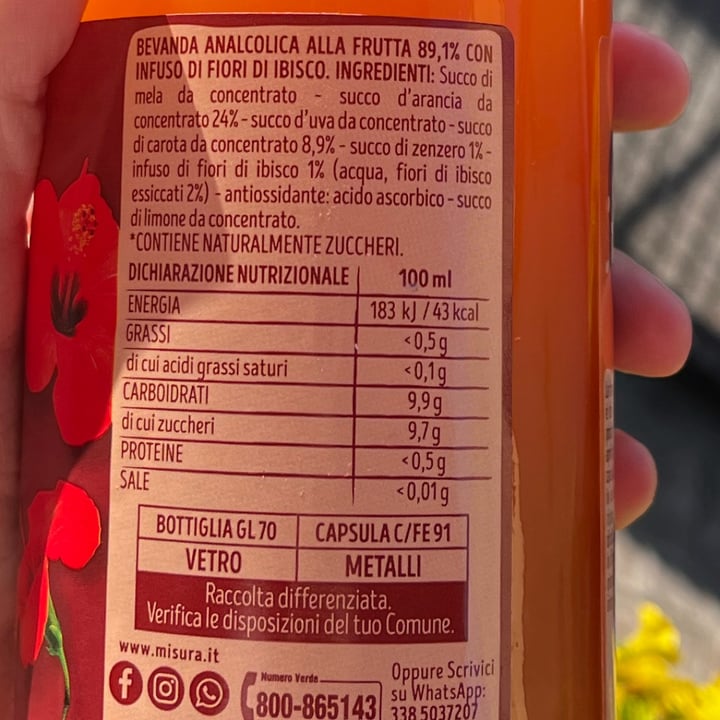 BEVANDA ANALCOLICA ALLA FRUTTA 89,1% CON
INFUSO DI FIORI DI IBISCO. INGREDIENTI: Succo di
mela da concentrato - succo d'arancia da
concentrato 24% - succo d'uva da concentrato - succo
di carota da concentrato 8,9% - succo di zenzero 1% -
infuso di fiori di ibisco 1% (acqua, fiori di ibisco
essiccati 2%) - antiossidante: acido ascorbico - succo
di limone da concentrato.
*CONTIENE NATURALMENTE ZUCCHERI.
DICHIARAZIONE NUTRIZIONALE 100 ml
ENERGIA 183 kJ / 43 kcal
GRASSI <0,5 g
di cui acidi grassi saturi <0,1 g
CARBOIDRATI 9,9 g
di cui zuccheri 9,7 g
PROTEINE <0,5 g
SALE <0,01 g
BOTTIGLIA GL 70 CAPSULA C/FE 91
VETRO METALLI
Raccolta differenziata.
Verifica le disposizioni del tuo Comune.
www.misura.it
Numero Verde
800-865143
Oppure Scrivici
su WhatsApp:
338 5037207